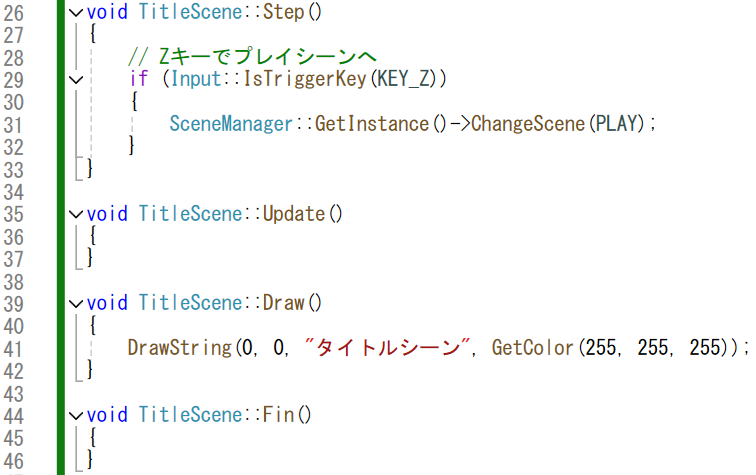 26 void TitleScene::Step()
27 {
28 // Zキーでプレイシーンへ
29 if (Input::IsTriggerKey(KEY_Z))
30 {
31 SceneManager::GetInstance()->ChangeScene(PLAY);
32 }
33 }
34
35 void TitleScene::Update()
36 {
37 }
38
39 void TitleScene::Draw()
40 {
41 DrawString(0, 0, "タイトルシーン", GetColor(255, 255, 255));
42 }
43
44 void TitleScene::Fin()
45 {
46 }